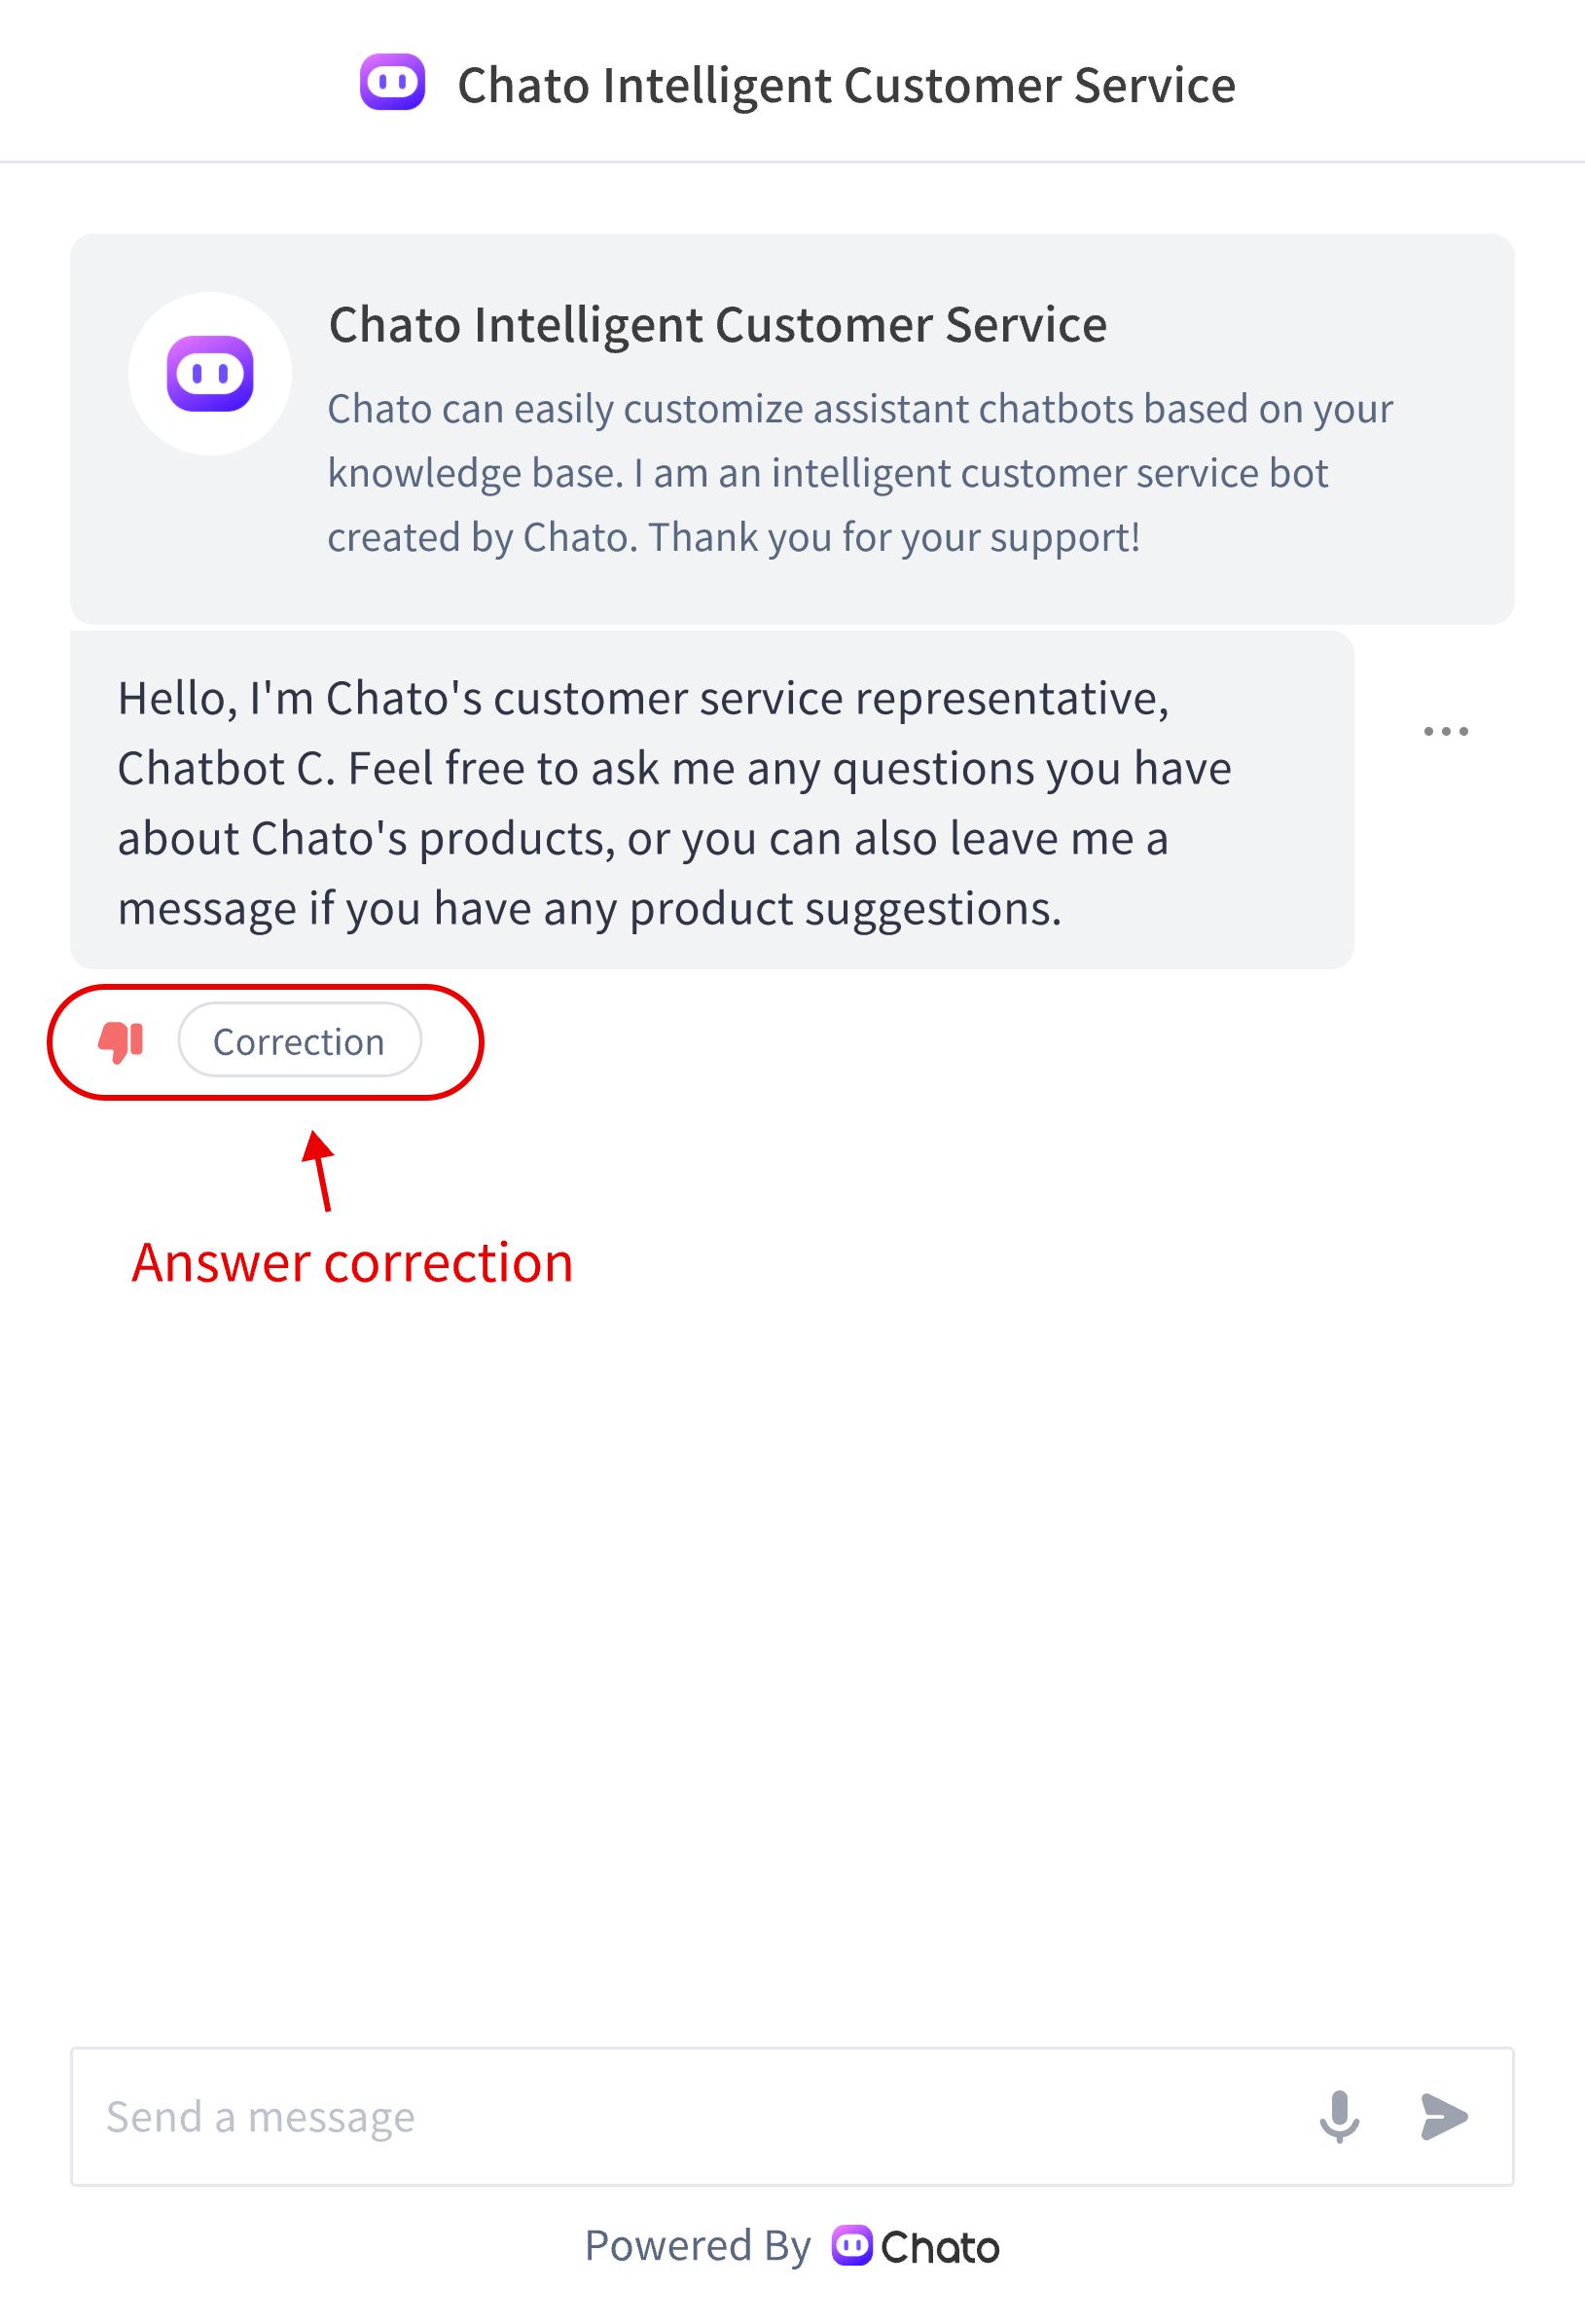 Chato Intelligent Customer Service
Chato Intelligent Customer Service
Chato can easily customize assistant chatbots based on your
knowledge base. I am an intelligent customer service bot
created by Chato. Thank you for your support!
Hello, I'm Chato's customer service representative,
Chatbot C. Feel free to ask me any questions you have
about Chato's products, or you can also leave me a
message if you have any product suggestions.
Correction
Answer correction
Send a message
Powered By Chato